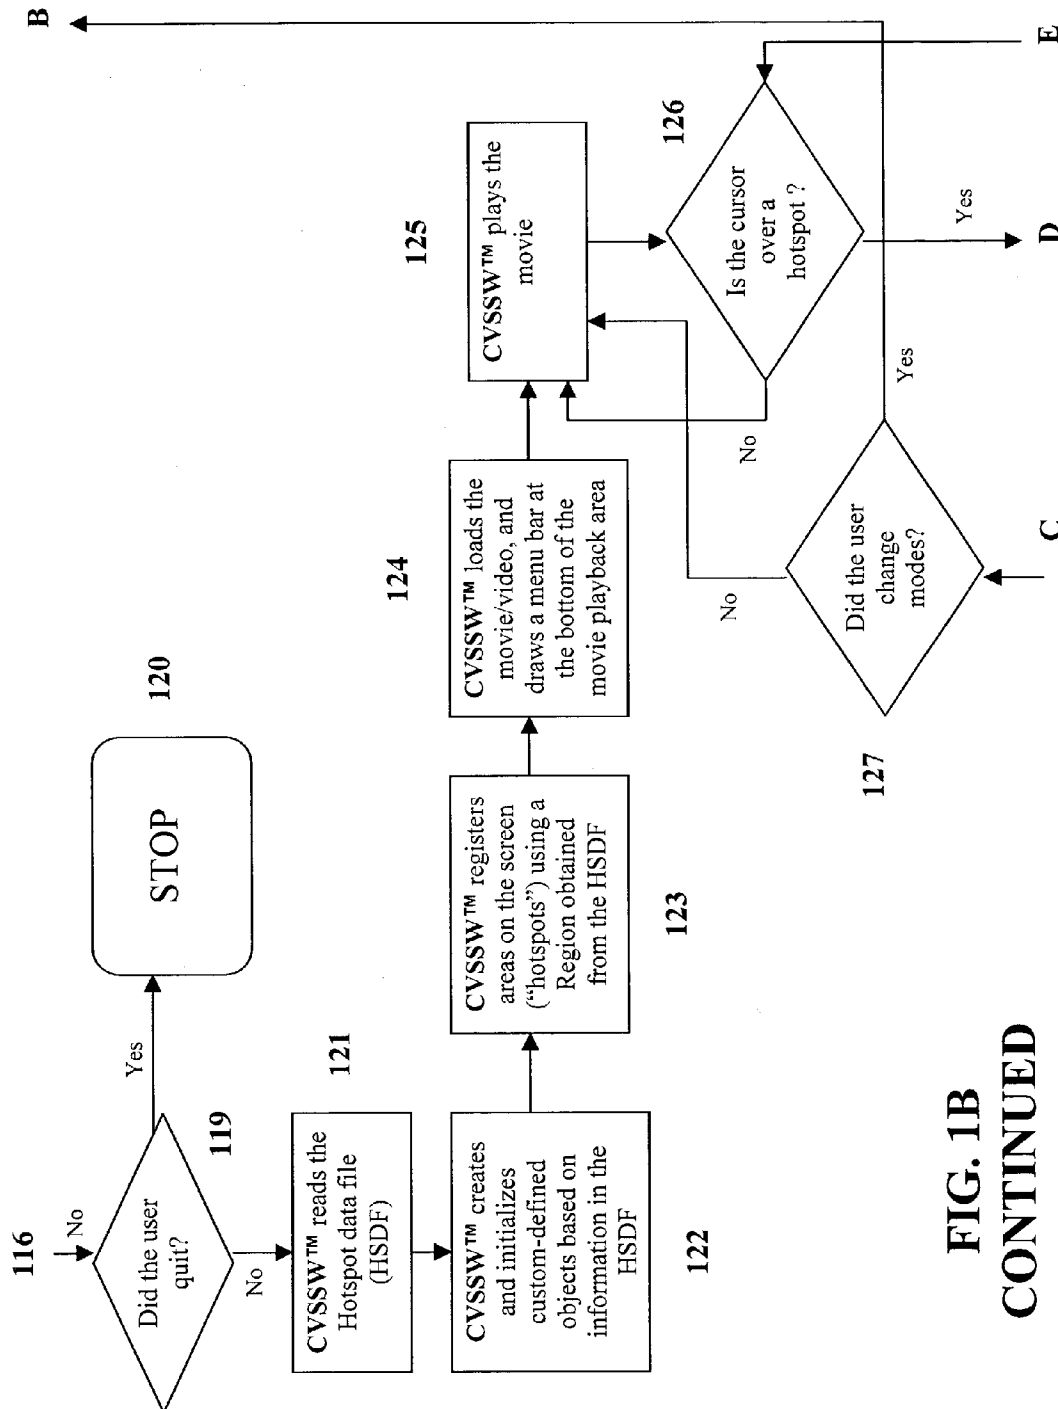 116
No
Did the user
quit?
119
Yes
STOP
120
No
CVSSW™ reads the
Hotspot data file
(HSDF)
121
CVSSW™ creates
and initializes
custom-defined
objects based on
information in the
HSDF
122
CVSSW™ registers
areas on the screen
(“hotspots”) using a
Region obtained
from the HSDF
123
CVSSW™ loads the
movie/video, and
draws a menu bar at
the bottom of the
movie playback area
124
CVSSW™ plays the
movie
125
Is the cursor
over a
hotspot ?
126
No
Yes
D
E
Did the user
change
modes?
127
No
Yes
B
C
FIG. 1B
CONTINUED